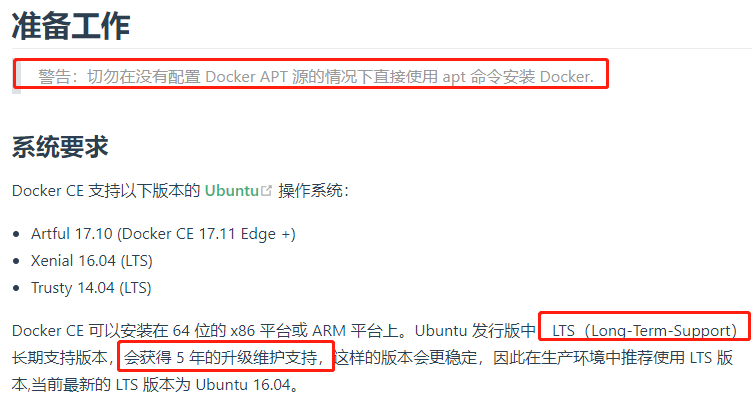 准备工作
警告：切勿在没有配置 Docker APT 源的情况下直接使用 apt 命令安装 Docker.
系统要求
Docker CE 支持以下版本的 Ubuntu 操作系统：
• Artful 17.10 (Docker CE 17.11 Edge +)
• Xenial 16.04 (LTS)
• Trusty 14.04 (LTS)
Docker CE 可以安装在 64 位的 x86 平台或 ARM 平台上。Ubuntu 发行版中，LTS（Long-Term-Support）
长期支持版本，会获得 5 年的升级维护支持，这样的版本会更稳定，因此在生产环境中推荐使用 LTS 版
本,当前最新的 LTS 版本为 Ubuntu 16.04。